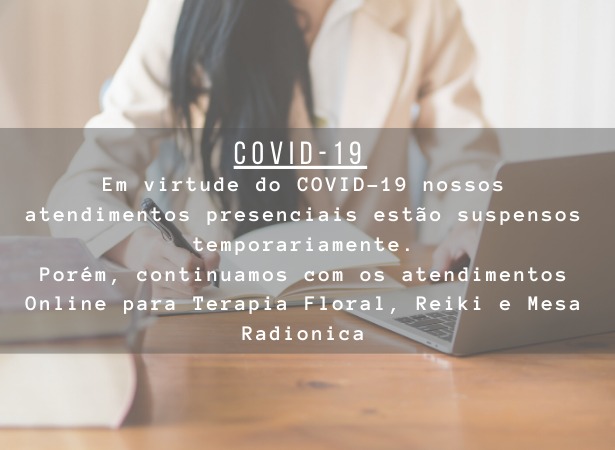 COVID-19
Em virtude do COVID-19 nossos
atendimentos presenciais estão suspensos
temporariamente.
Porém, continuamos com os atendimentos
Online para Terapia Floral, Reiki e Mesa
Radionica